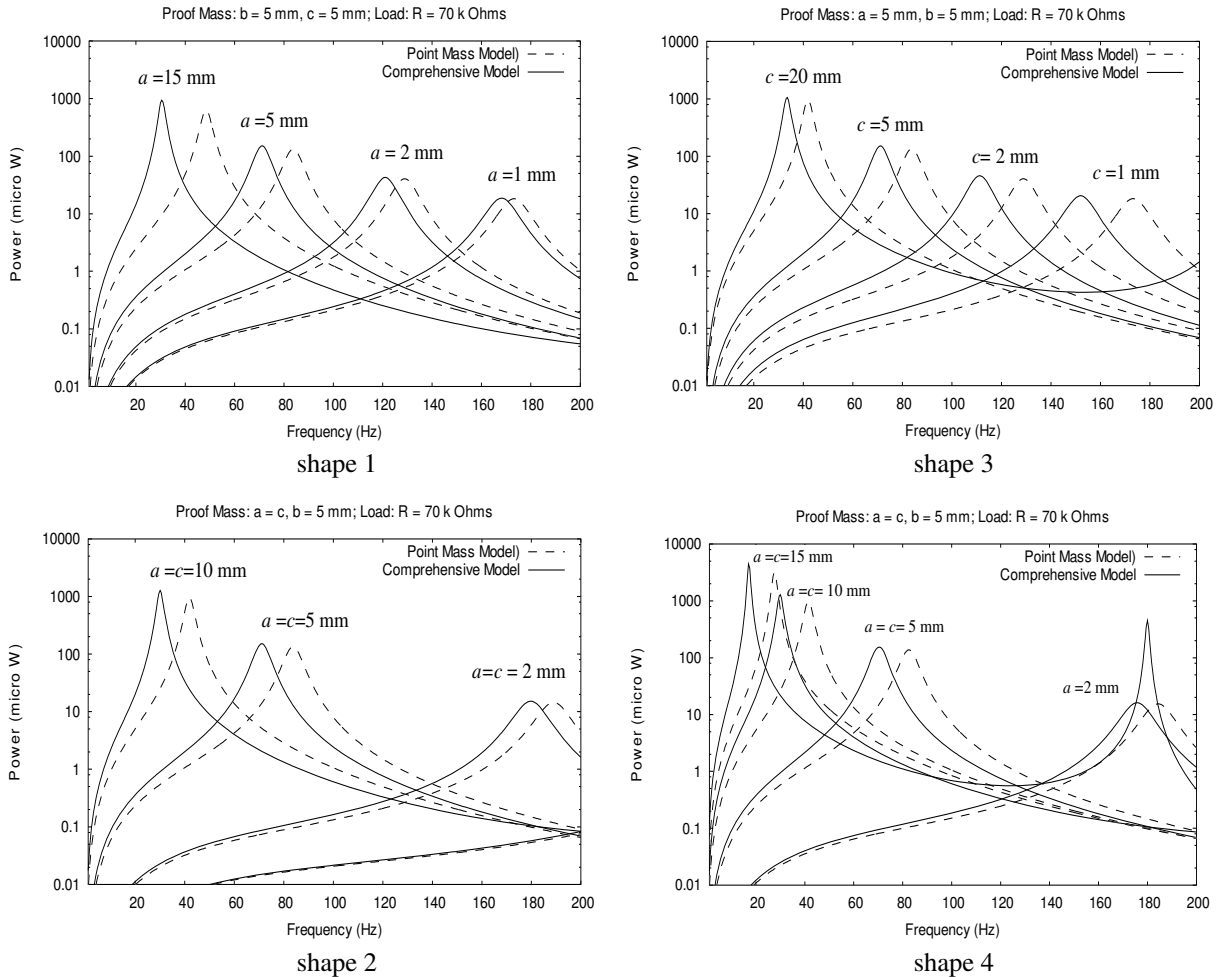 Proof Mass: b = 5 mm, c = 5 mm; Load: R = 70 k Ohms
Point Mass Model)
Comprehensive Model
a =15 mm
a =5 mm
a = 2 mm
a =1 mm
Power (micro W)
10000
1000
100
10
1
0.1
0.01
20 40 60 80 100 120 140 160 180 200
Frequency (Hz)
shape 1
Proof Mass: a = 5 mm, b = 5 mm; Load: R = 70 k Ohms
Point Mass Model)
Comprehensive Model
c =20 mm
c =5 mm
c= 2 mm
c =1 mm
Power (micro W)
10000
1000
100
10
1
0.1
0.01
20 40 60 80 100 120 140 160 180 200
Frequency (Hz)
shape 3
Proof Mass: a = c, b = 5 mm; Load: R = 70 k Ohms
Point Mass Model)
Comprehensive Model
a=c=10 mm
a =c=5 mm
a=c = 2 mm
Power (micro W)
10000
1000
100
10
1
0.1
0.01
20 40 60 80 100 120 140 160 180 200
Frequency (Hz)
shape 2
Proof Mass: a = c, b = 5 mm; Load: R = 70 k Ohms
Point Mass Model)
Comprehensive Model
a=c=15 mm
a=c= 10 mm
a = c= 5 mm
a=2 mm
Power (micro W)
10000
1000
100
10
1
0.1
0.01
20 40 60 80 100 120 140 160 180 200
Frequency (Hz)
shape 4